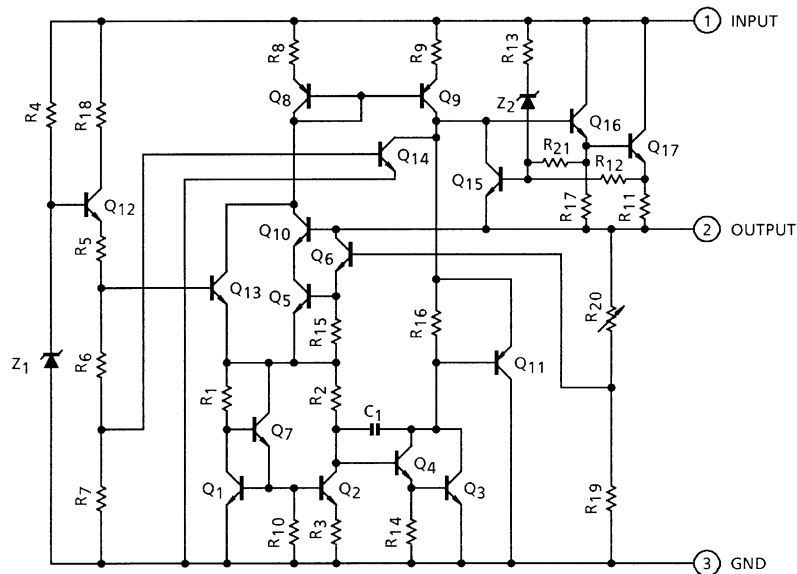 1 INPUT
R8
R9
R13
R4
R18
Q8
Q9
Z2
Q16
Q14
R21
Q17
R12
Q15
Q12
R17
R11
Q10
2 OUTPUT
R5
Q6
Q13
Q5
R20
R15
R16
Z1
R6
Q11
R1
R2
Q7
C1
Q4
R7
Q1
Q2
Q3
R19
R10
R3
R14
3 GND